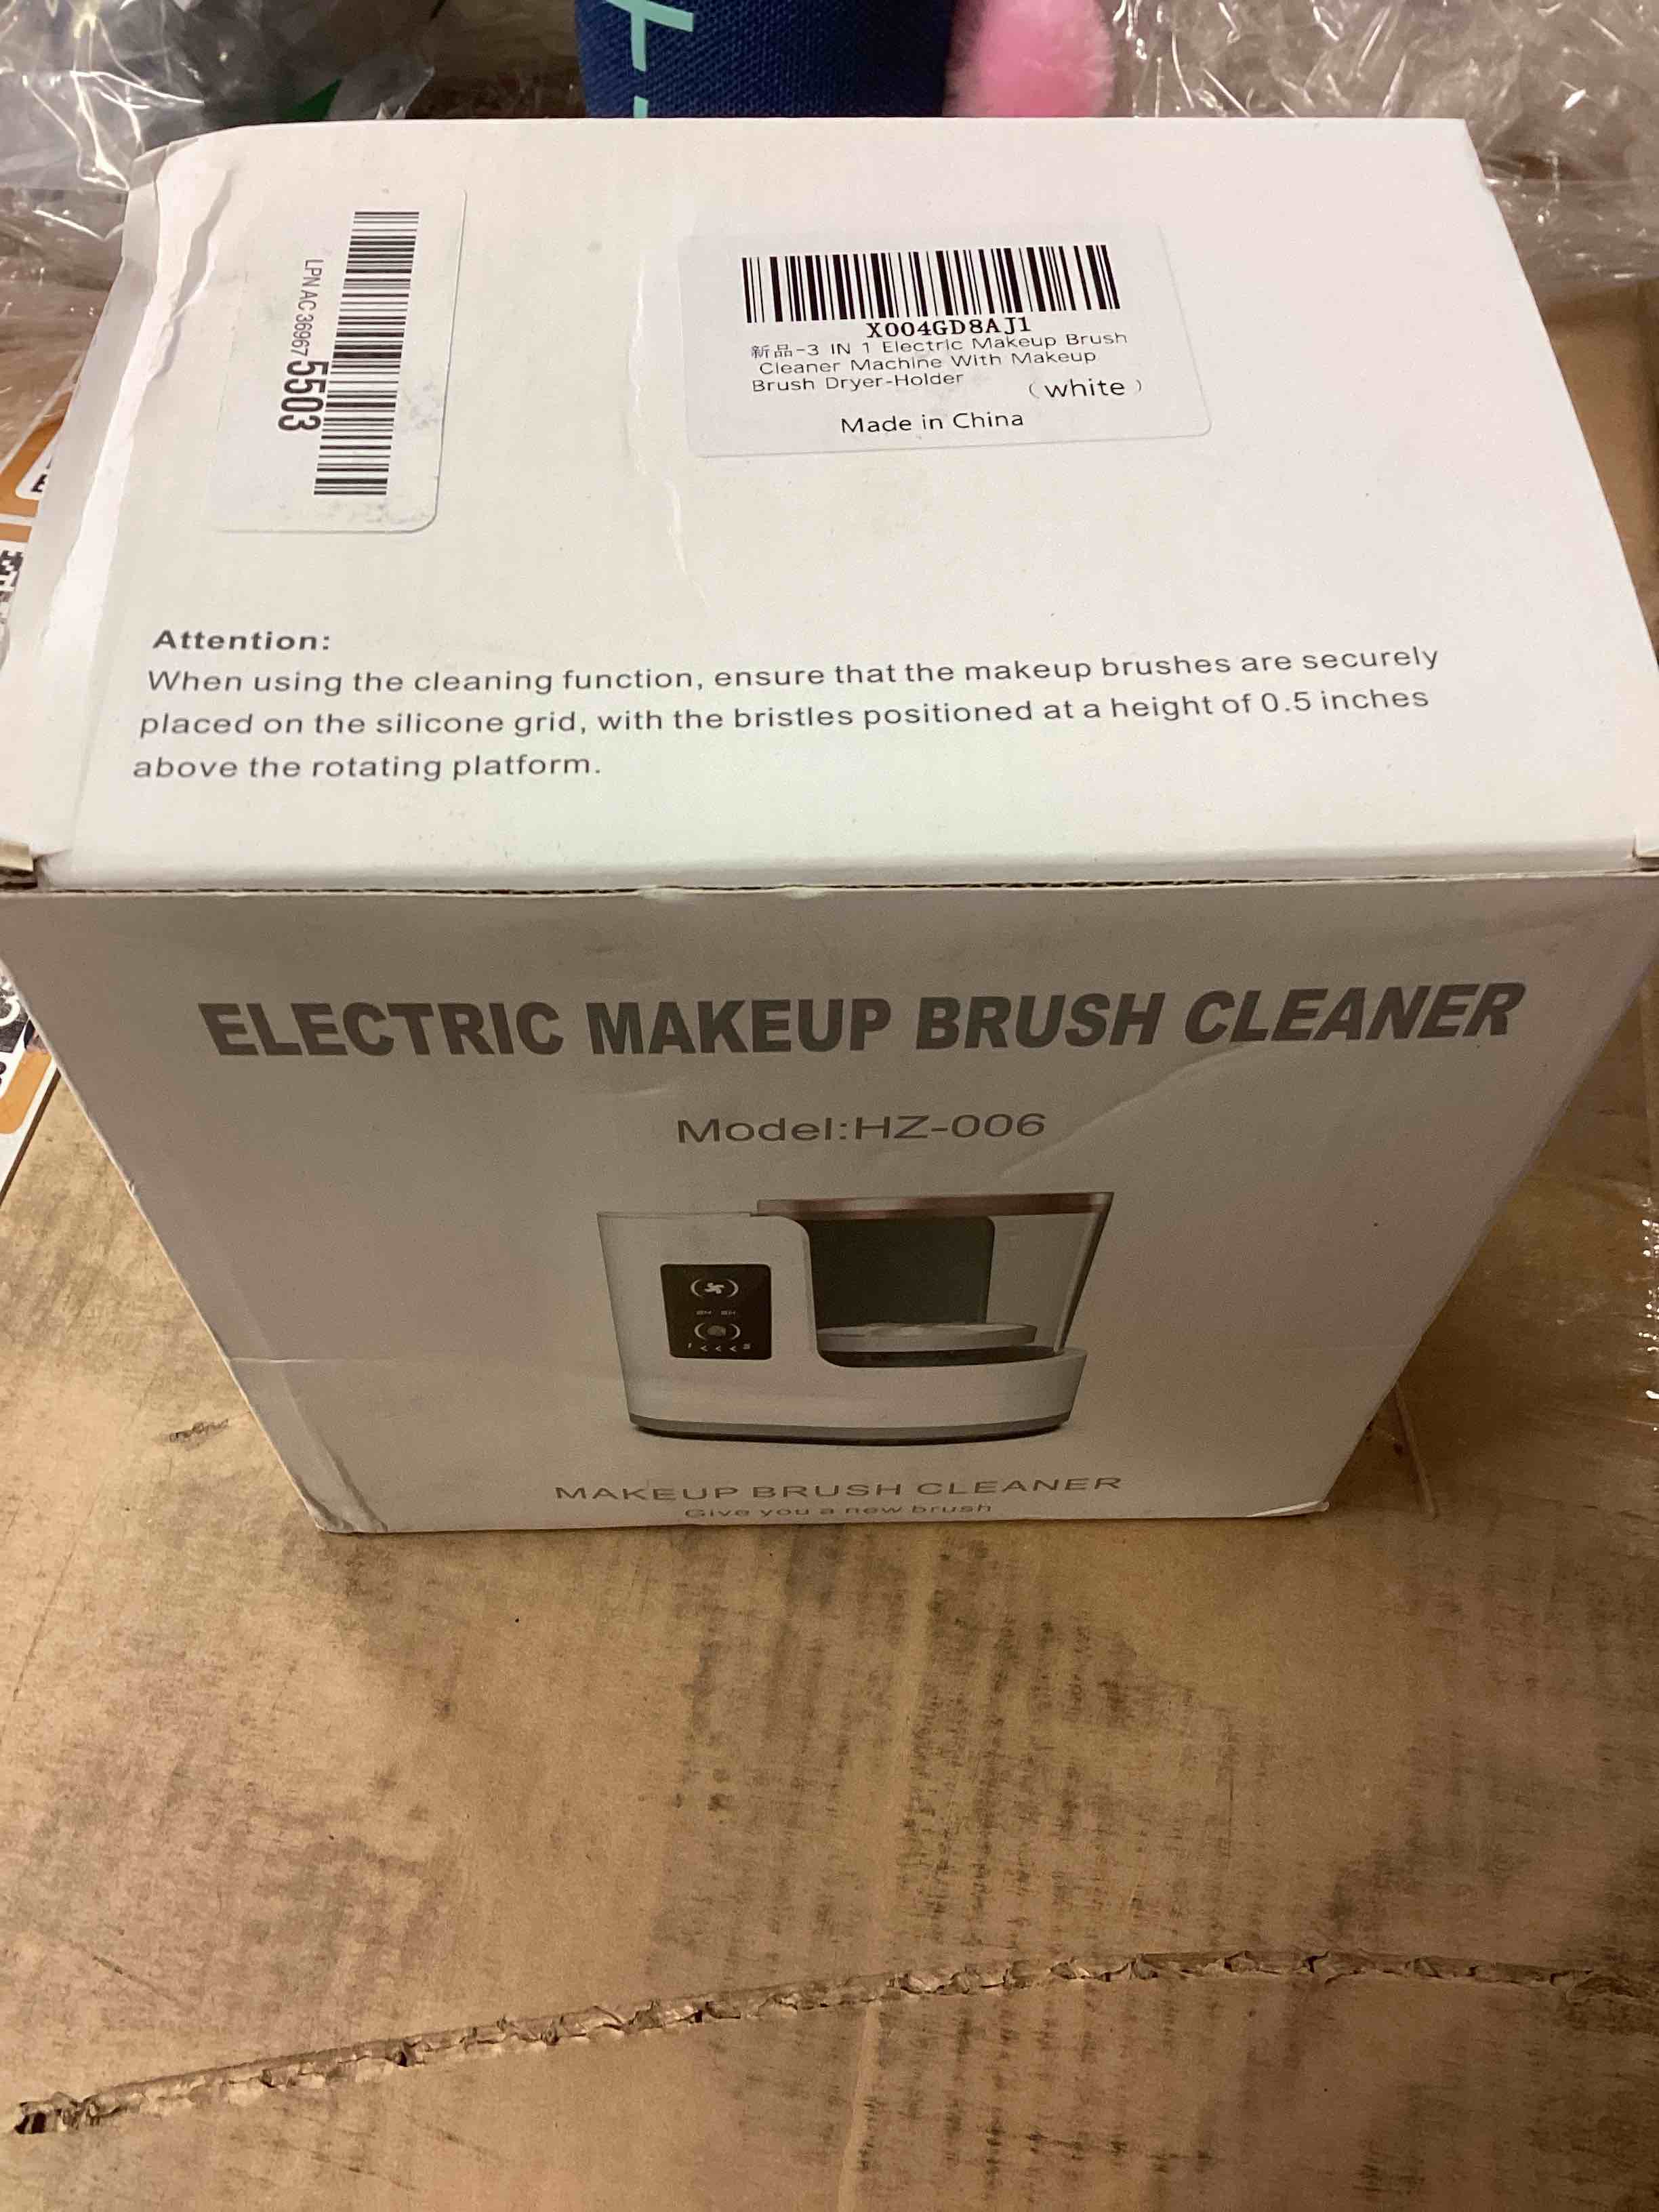 LPN AC 36967 5503
X004GD8AJ1
新品-3 IN 1 Electric Makeup Brush
Cleaner Machine With Makeup
Brush Dryer-Holder
（white）
Made in China
Attention:
When using the cleaning function, ensure that the makeup brushes are securely
placed on the silicone grid, with the bristles positioned at a height of 0.5 inches
above the rotating platform.
ELECTRIC MAKEUP BRUSH CLEANER
Model:HZ-006
MAKEUP BRUSH CLEANER
Give you a new brush